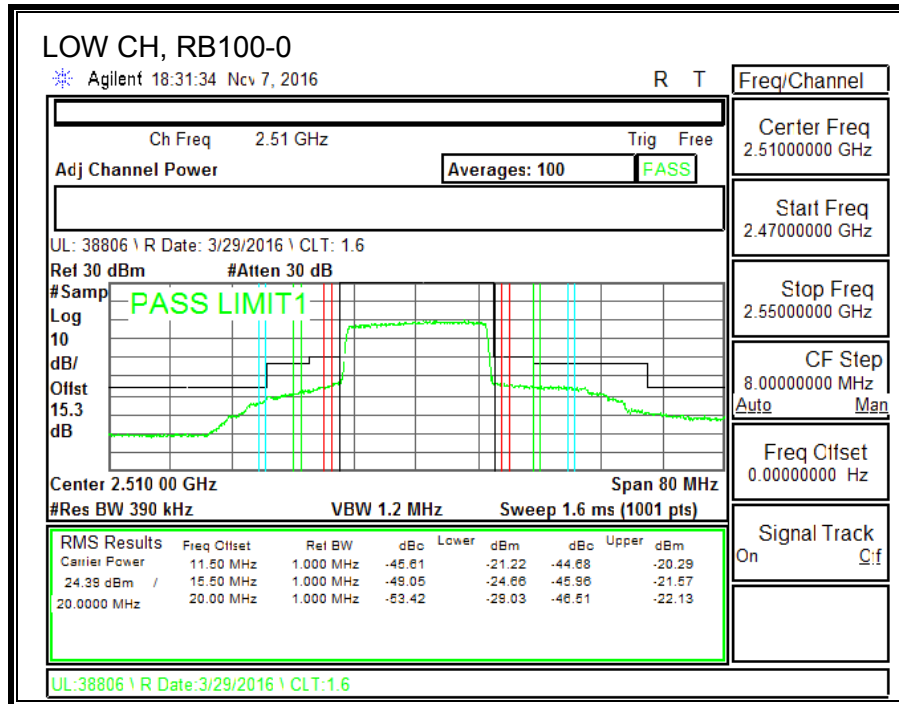 LOW CH, RB100-0
Agilent 18:31:34 Nov 7, 2016 R T
Freq/Channel
Ch Freq 2.51 GHz Trig Free
Adj Channel Power Averages: 100 PASS
UL: 38806 \ R Date: 3/29/2016 \ CLT: 1.6
Ref 30 dBm #Atten 30 dB
#Samp
Log
10
dB/
Offst
15.3
dB
PASS LIMIT1
Center 2.510 00 GHz Span 80 MHz
#Res BW 390 kHz VBW 1.2 MHz Sweep 1.6 ms (1001 pts)
RMS Results Freq Offset Ref BW dBc Lower dBm dBc Upper dBm
Carrier Power 11.50 MHz 1.000 MHz -45.61 -21.22 -44.68 -20.29
24.39 dBm / 15.50 MHz 1.000 MHz -49.05 -24.66 -45.96 -21.57
20.0000 MHz 20.00 MHz 1.000 MHz -53.42 -29.03 -46.51 -22.13
UL:38806 \ R Date:3/29/2016 \ CLT:1.6
Center Freq
2.51000000 GHz
Start Freq
2.47000000 GHz
Stop Freq
2.55000000 GHz
CF Step
8.00000000 MHz
Auto Man
Freq Offset
0.00000000 Hz
Signal Track
On Off